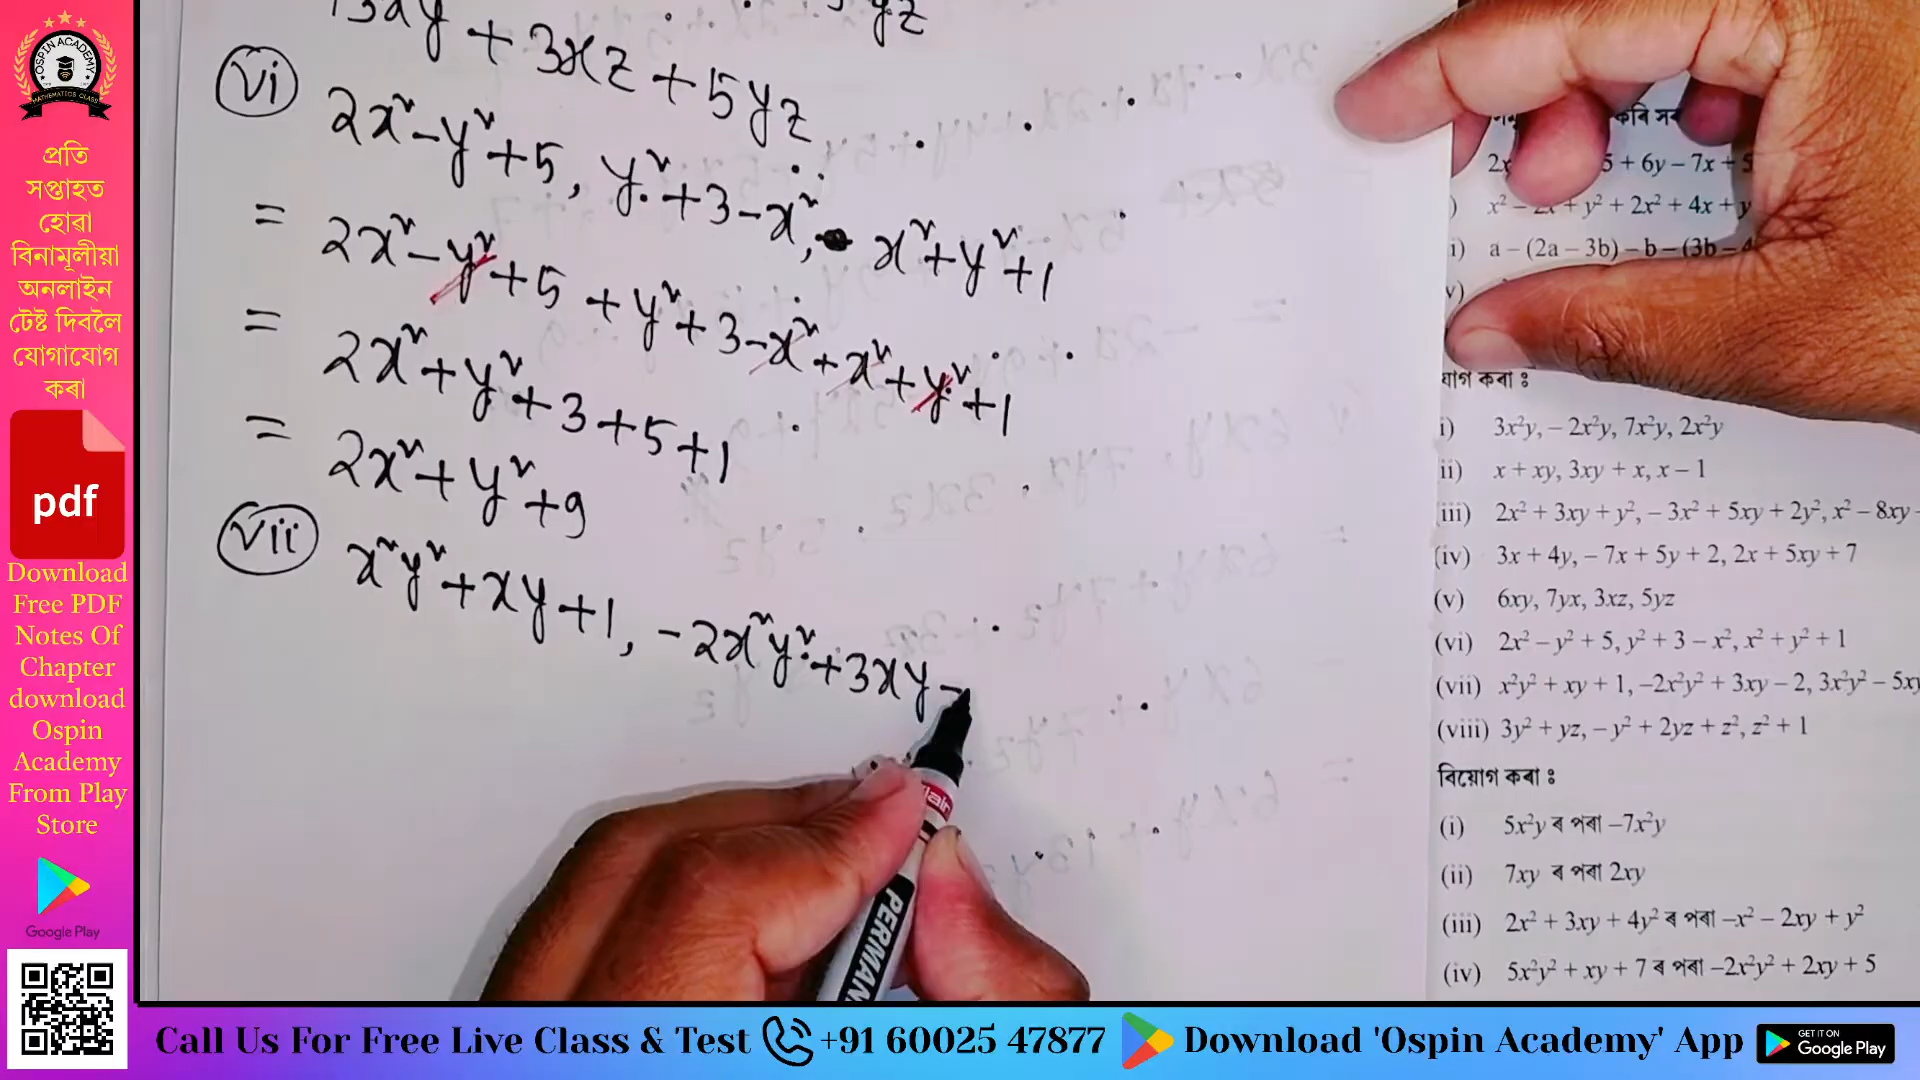 OSPIN ACADEMY
MATHEMATICS CLASS
প্ৰতি
সপ্তাহত
হোৱা
বিনামূলীয়া
অনলাইন
টেষ্ট দিবলৈ
যোগাযোগ
কৰা
pdf
Download
Free PDF
Notes Of
Chapter
download
Ospin
Academy
From Play
Store
Google Play
+ 3xz + 5yz
(vi) 2x² - y² + 5, y² + 3 - x², x² + y² + 1
= 2x² - y² + 5 + y² + 3 - x² + x² + y² + 1
= 2x² + y² + 3 + 5 + 1
= 2x² + y² + 9
(vii) x²y² + xy + 1, -2x²y² + 3xy -
5 + 6y – 7x + 5
+ y² + 2x² + 4x + y
i) a – (2a – 3b) – b – (3b – 4
যোগ কৰা ঃ
i) 3x²y, – 2x²y, 7x²y, 2x²y
ii) x + xy, 3xy + x, x – 1
(iii) 2x² + 3xy + y², – 3x² + 5xy + 2y², x² – 8xy –
(iv) 3x + 4y, – 7x + 5y + 2, 2x + 5xy + 7
(v) 6xy, 7yx, 3xz, 5yz
(vi) 2x² – y² + 5, y² + 3 – x², x² + y² + 1
(vii) x²y² + xy + 1, –2x²y² + 3xy – 2, 3x²y² – 5xy
(viii) 3y² + yz, – y² + 2yz + z², z² + 1
বিয়োগ কৰা ঃ
(i) 5x²y ৰ পৰা –7x²y
(ii) 7xy ৰ পৰা 2xy
(iii) 2x² + 3xy + 4y² ৰ পৰা –x² – 2xy + y²
(iv) 5x²y² + xy + 7 ৰ পৰা –2x²y² + 2xy + 5
PERMAN
Call Us For Free Live Class & Test +91 60025 47877 Download 'Ospin Academy' App GET IT ON Google Play